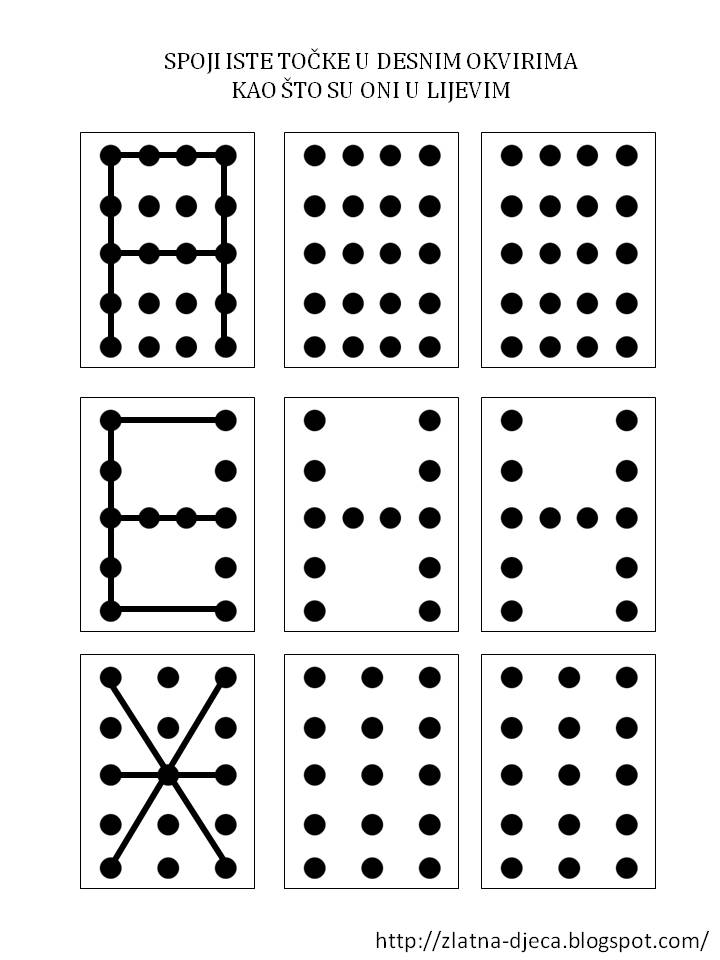 SPOJI ISTE TOČKE U DESNIM OKVIRIMA
KAO ŠTO SU ONI U LIJEVIM
http://zlatna-djeca.blogspot.com/